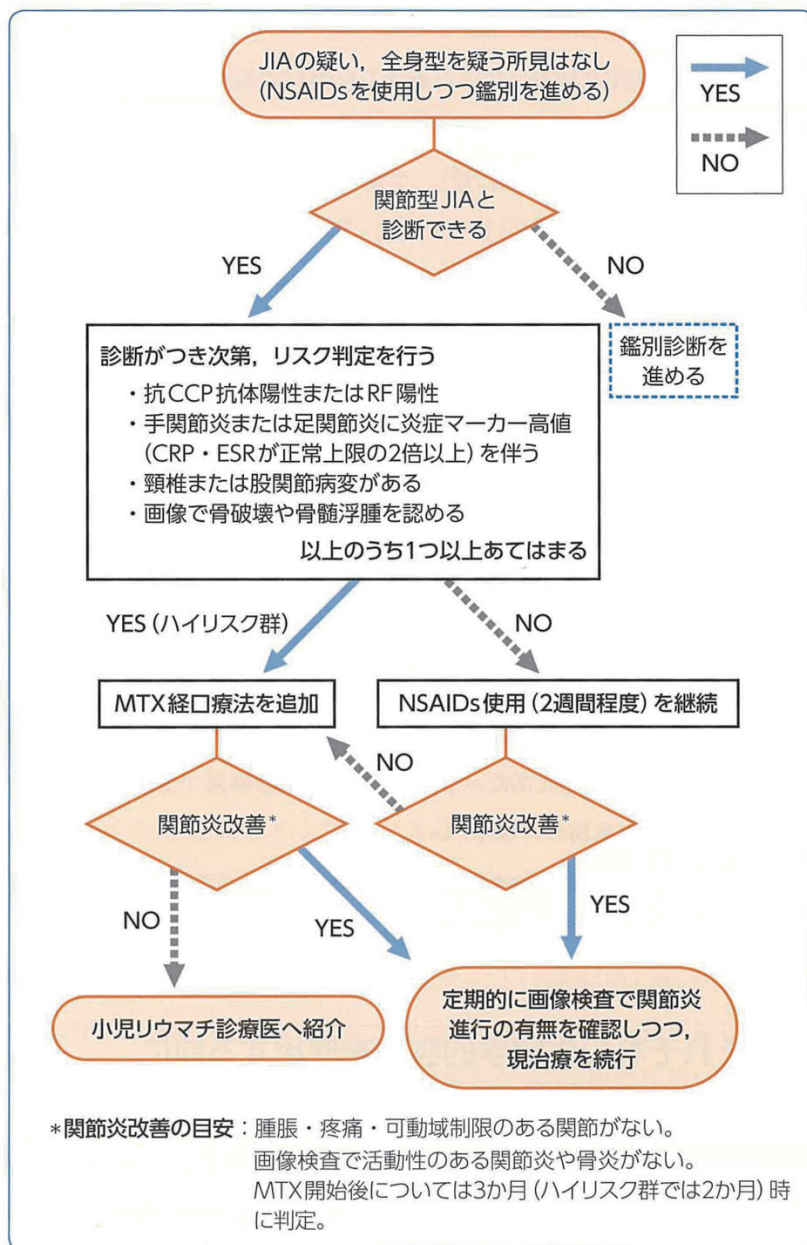 JIAの疑い，全身型を疑う所見はなし
(NSAIDsを使用しつつ鑑別を進める)
YES
NO
関節型JIAと
診断できる
YES
NO
診断がつき次第，リスク判定を行う
・抗CCP抗体陽性またはRF陽性
・手関節炎または足関節炎に炎症マーカー高値
(CRP・ESRが正常上限の2倍以上)を伴う
・頸椎または股関節病変がある
・画像で骨破壊や骨髄浮腫を認める
以上のうち1つ以上あてはまる
鑑別診断を
進める
YES (ハイリスク群)
NO
MTX経口療法を追加
NSAIDs使用(2週間程度)を継続
NO
関節炎改善*
関節炎改善*
NO
YES
YES
小児リウマチ診療医へ紹介
定期的に画像検査で関節炎
進行の有無を確認しつつ，
現治療を続行
*関節炎改善の目安：腫脹・疼痛・可動域制限のある関節がない。
画像検査で活動性のある関節炎や骨炎がない。
MTX開始後については3か月(ハイリスク群では2か月)時
に判定。